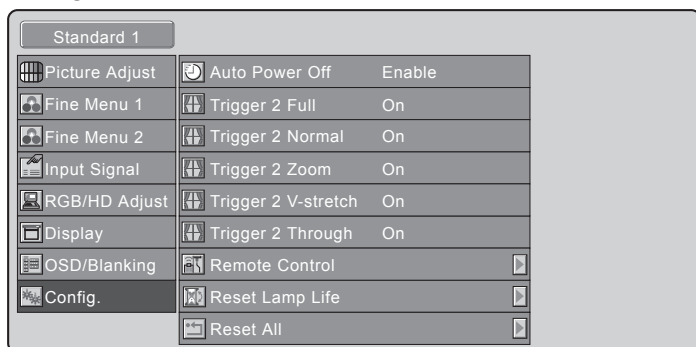 Standard 1
Picture Adjust
Fine Menu 1
Fine Menu 2
Input Signal
RGB/HD Adjust
Display
OSD/Blanking
Config.
Auto Power Off Enable
Trigger 2 Full On
Trigger 2 Normal On
Trigger 2 Zoom On
Trigger 2 V-stretch On
Trigger 2 Through On
Remote Control
Reset Lamp Life
Reset All